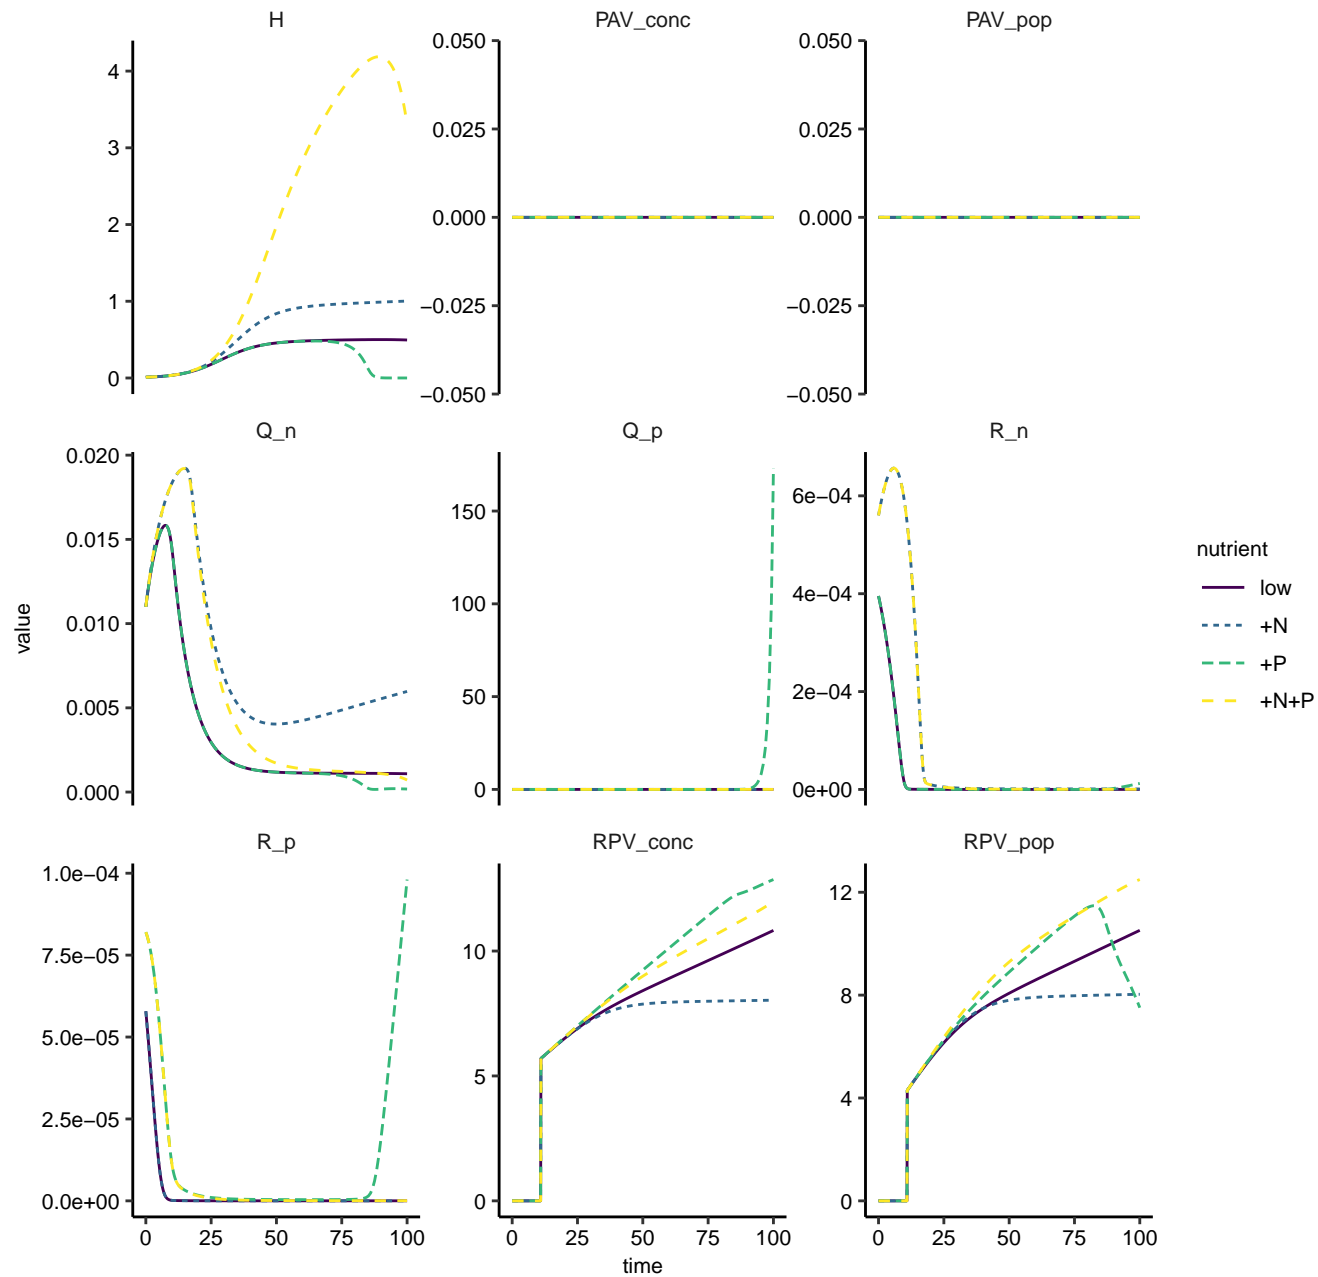 H
PAV_conc
PAV_pop
4
3
2
1
0
0.050
0.025
0.000
−0.025
−0.050
0.050
0.025
0.000
−0.025
−0.050
Q_n
Q_p
R_n
0.020
0.015
0.010
0.005
0.000
150
100
50
0
6e−04
4e−04
2e−04
0e+00
R_p
RPV_conc
RPV_pop
1.0e−04
7.5e−05
5.0e−05
2.5e−05
0.0e+00
10
5
0
12
8
4
0
0 25 50 75 100
0 25 50 75 100
0 25 50 75 100
time
value
nutrient
low
+N
+P
+N+P